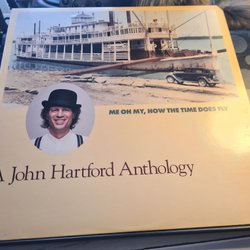 ME OH MY, HOW THE TIME DOES FLY
A John Hartford Anthology